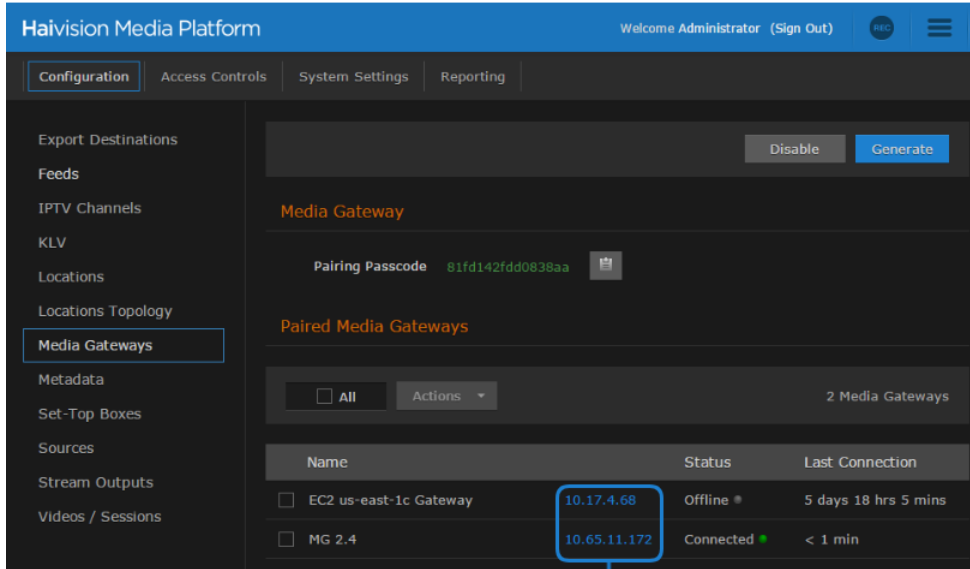 Haivision Media Platform Welcome Administrator (Sign Out) REC
Configuration Access Controls System Settings Reporting
Export Destinations
Feeds
IPTV Channels
KLV
Locations
Locations Topology
Media Gateways
Metadata
Set-Top Boxes
Sources
Stream Outputs
Videos / Sessions
Disable Generate
Media Gateway
Pairing Passcode 81fd142fdd0838aa
Paired Media Gateways
All Actions 2 Media Gateways
Name Status Last Connection
EC2 us-east-1c Gateway 10.17.4.68 Offline 5 days 18 hrs 5 mins
MG 2.4 10.65.11.172 Connected < 1 min